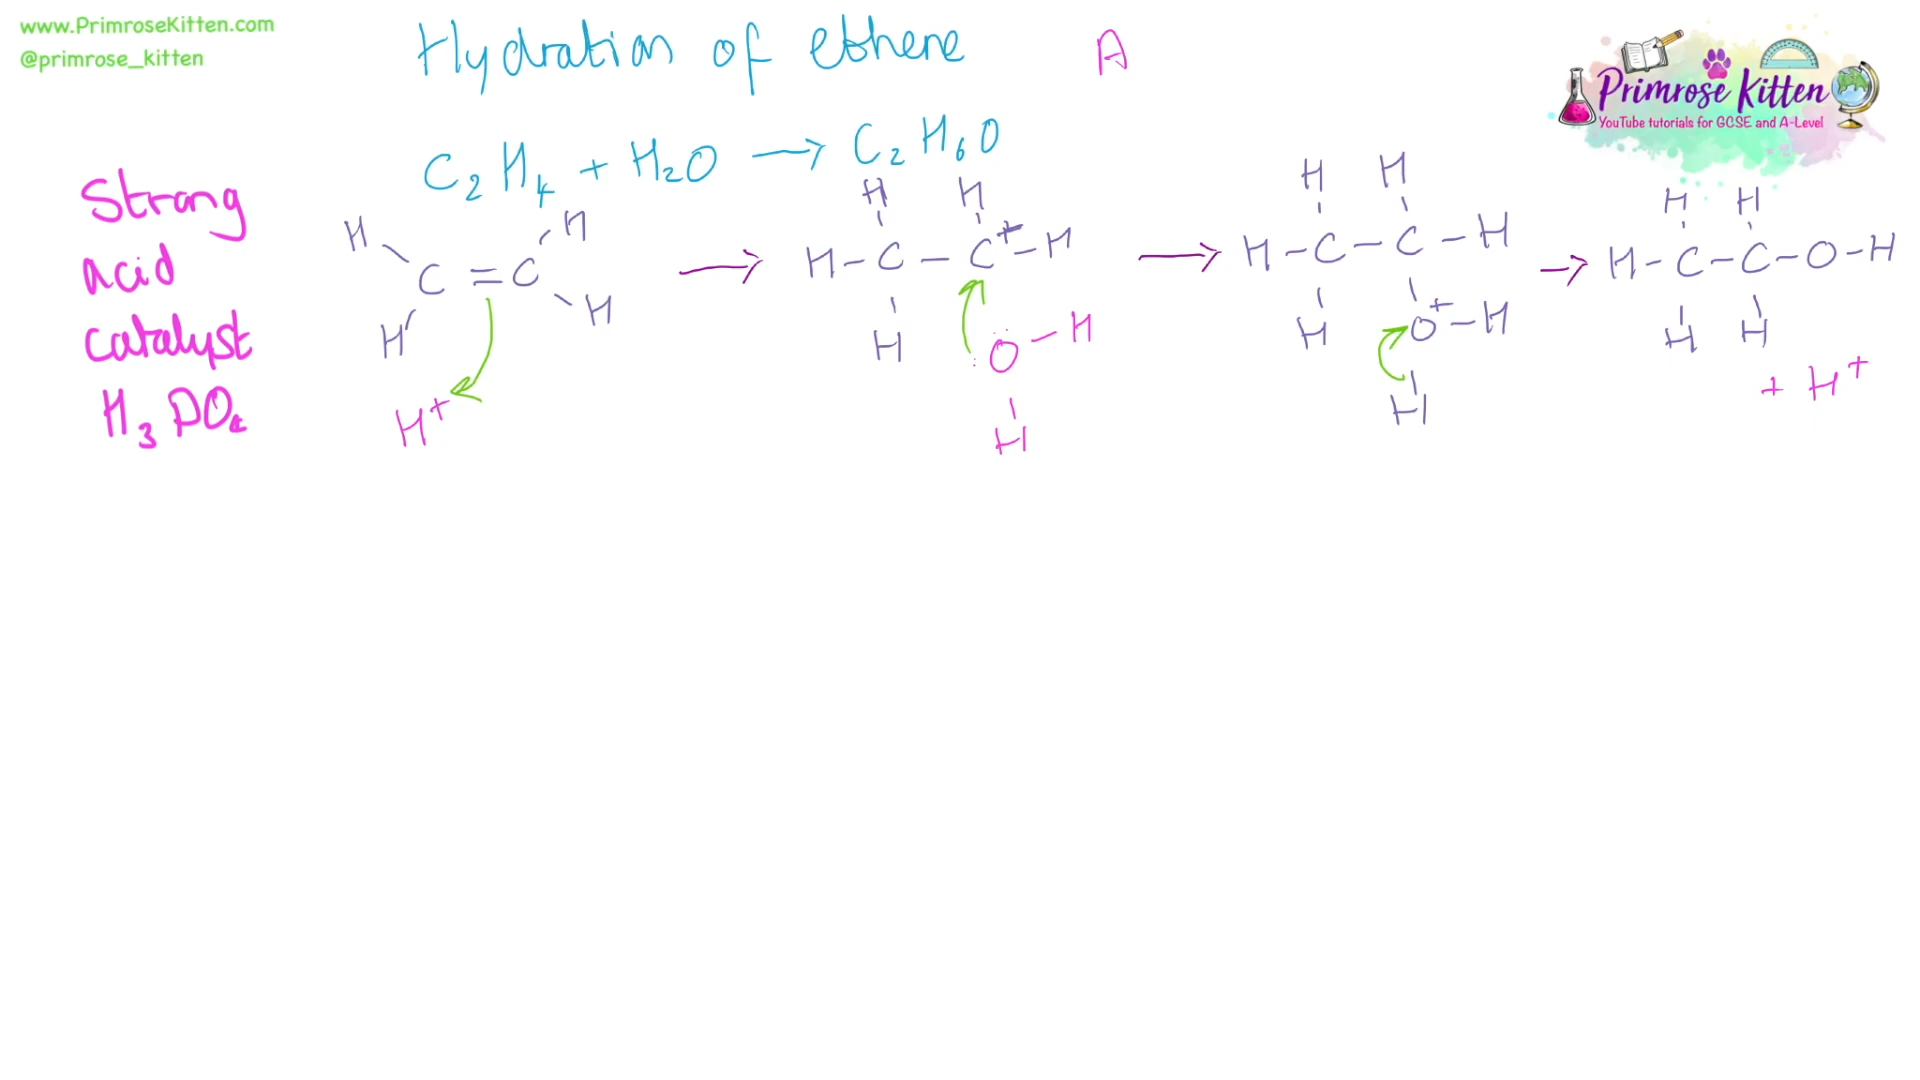 www.PrimroseKitten.com
@primrose_kitten
Hydration of ethene A
Primrose Kitten
YouTube tutorials for GCSE and A-Level
C₂H₄ + H₂O → C₂H₆O
Strong
acid
catalyst
H₃PO₄
H H H H H H H H
H C = C H → H - C - C⁺ - H → H - C - C - H → H - C - C - O - H
H H O - H H O⁺ - H H H
H⁺ H H + H⁺